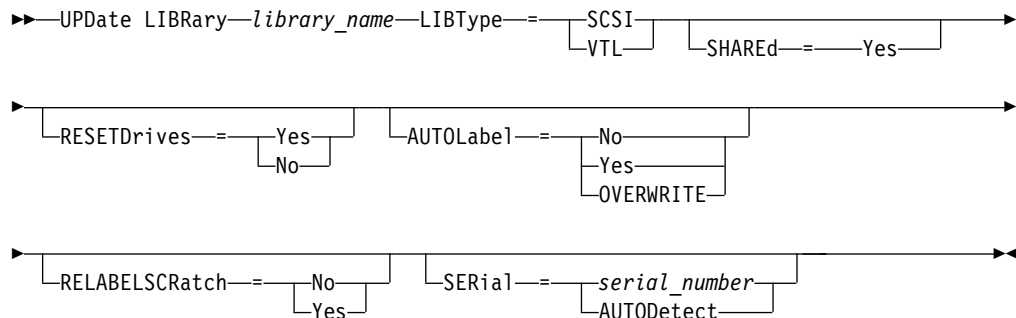 UPDate LIBRary library_name LIBType = SCSI
VTL
SHAREd = Yes
RESETDrives = Yes
No
AUTOLabel = No
Yes
OVERWRITE
RELABELSCRatch = No
Yes
SERial = serial_number
AUTODetect